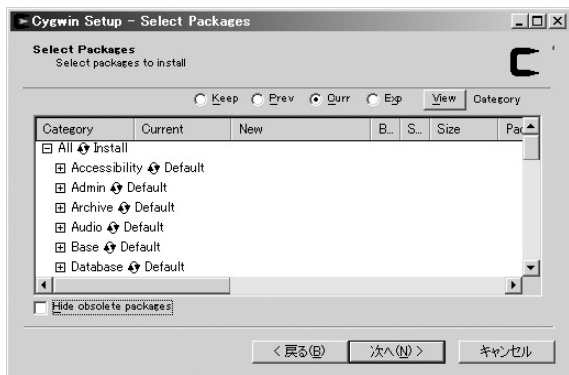 Cygwin Setup - Select Packages
Select Packages
Select packages to install
Keep Prev Curr Exp View Category
Category Current New B... S... Size Pac
All Install
Accessibility Default
Admin Default
Archive Default
Audio Default
Base Default
Database Default
Hide obsolete packages
< 戻る(B) 次へ(N) > キャンセル